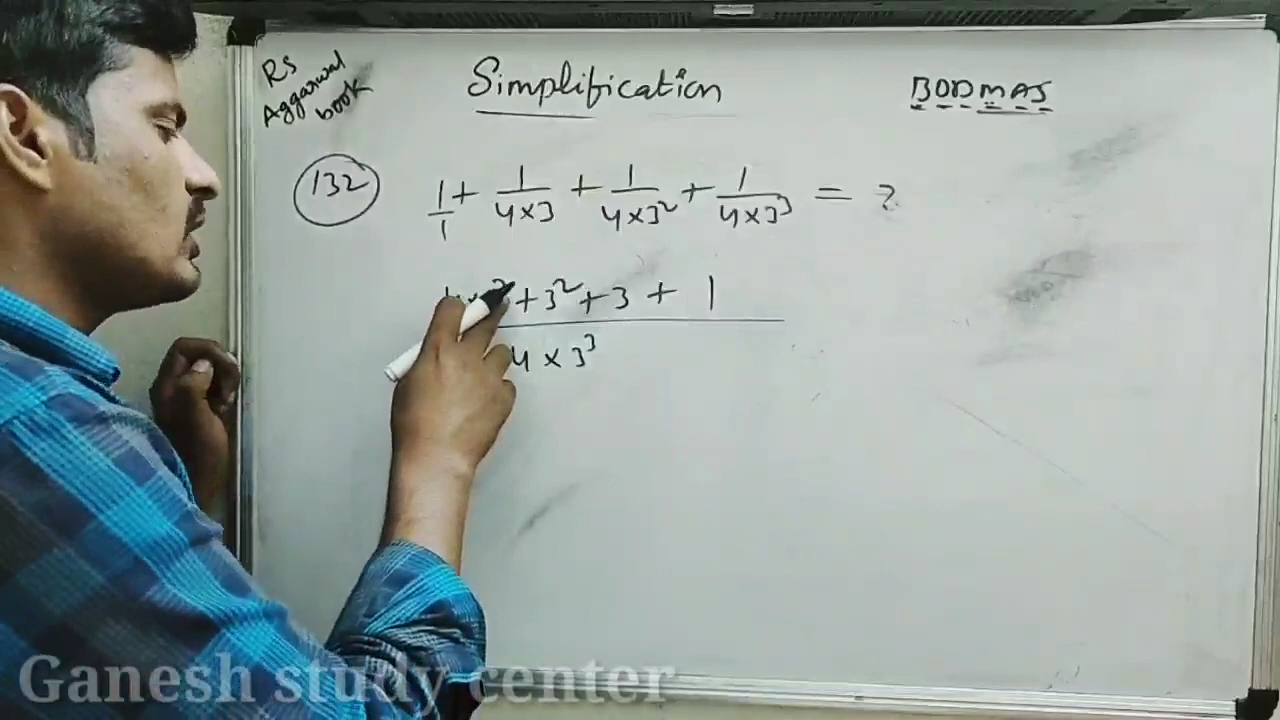 RS
Aggarwal
book
Simplification
BODMAS
132
1/1 + 1/4×3 + 1/4×3² + 1/4×3³ = ?
+ 3² + 3 + 1
4 × 3³
Ganesh study center